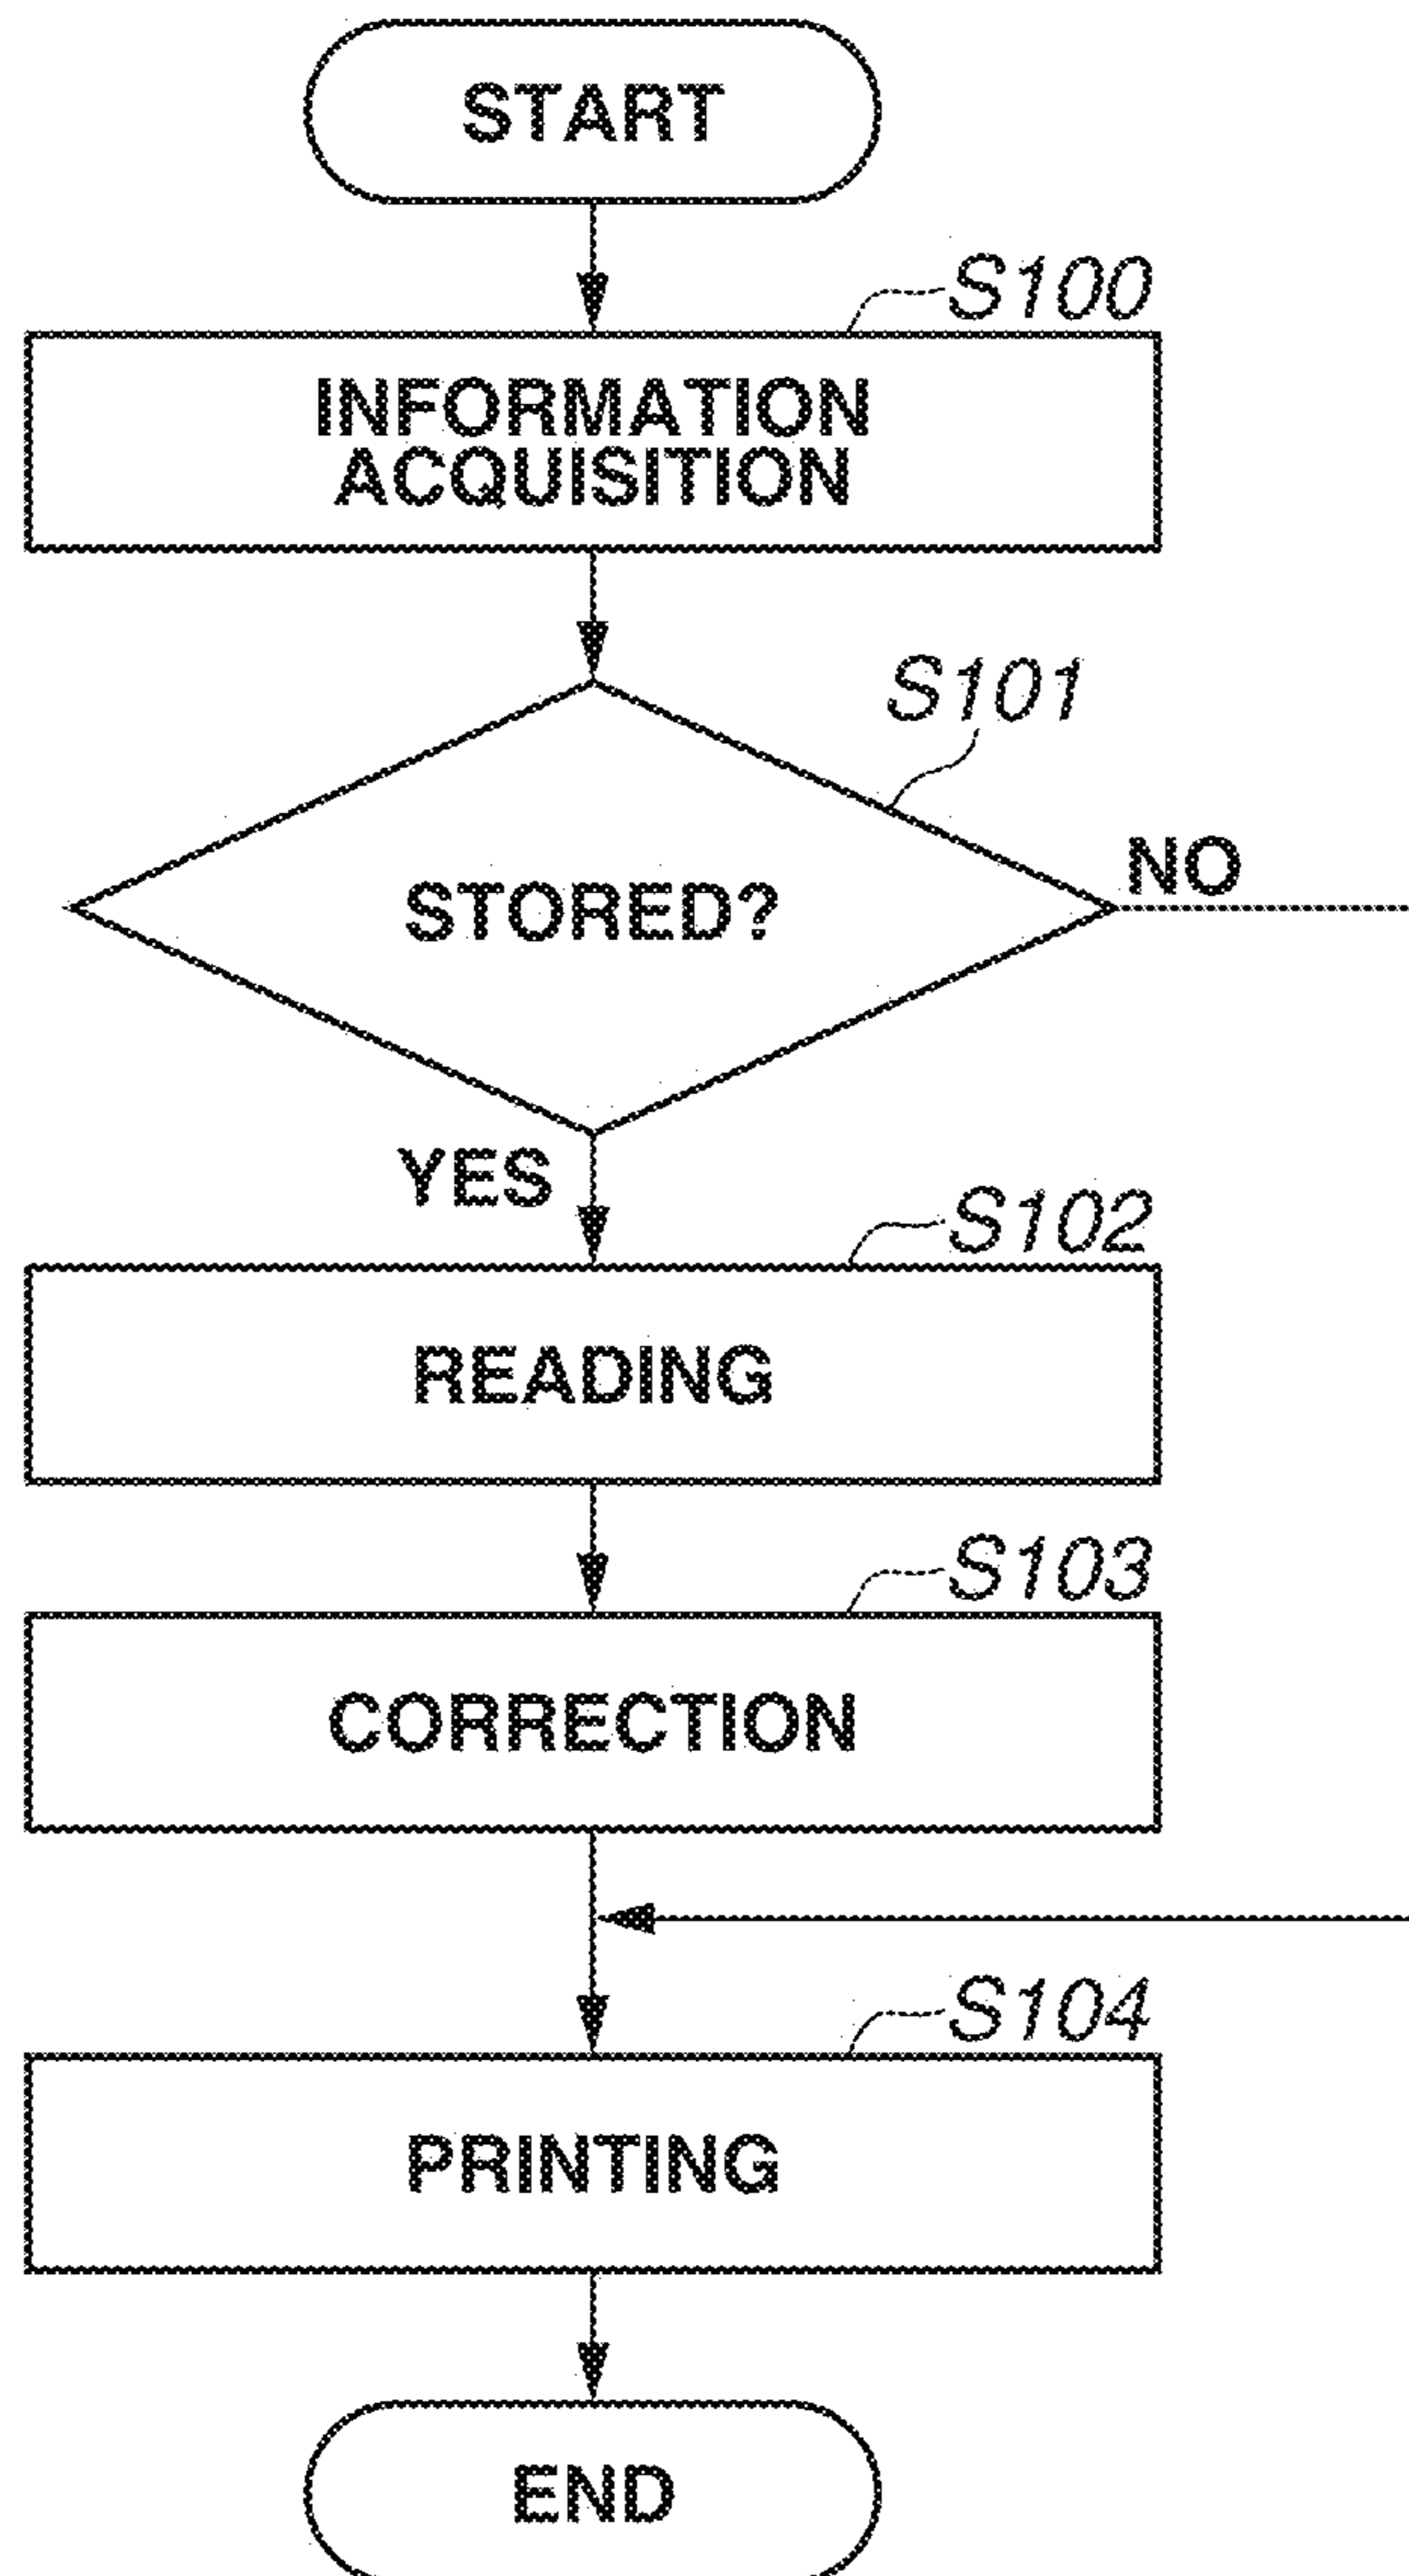 START
S100
INFORMATION
ACQUISITION
S101
STORED?
NO
YES
S102
READING
S103
CORRECTION
S104
PRINTING
END